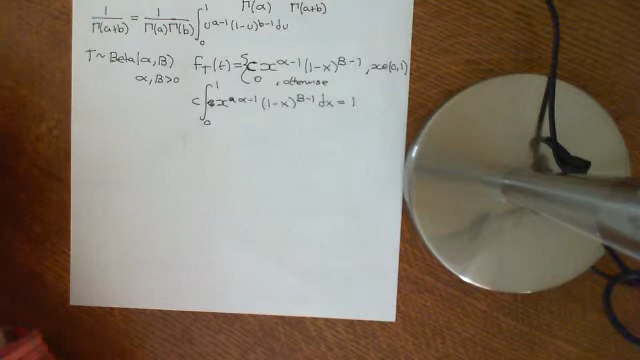 Γ(α) Γ(a+b)
1/Γ(a+b) = 1/Γ(a)Γ(b) ∫₀¹ u^{a-1} (1-u)^{b-1} du
T ~ Beta(α, β) f_T(t) = { c x^{α-1} (1-x)^{β-1}, x∈(0,1)
α, β > 0 0, otherwise
c ∫₀¹ x^{α-1} (1-x)^{β-1} dx = 1